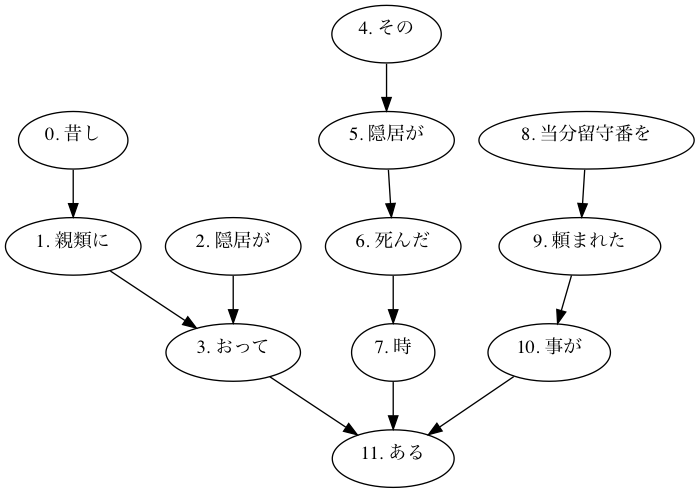 4. その
0. 昔し
5. 隠居が
8. 当分留守番を
1. 親類に
2. 隠居が
6. 死んだ
9. 頼まれた
3. おって
7. 時
10. 事が
11. ある